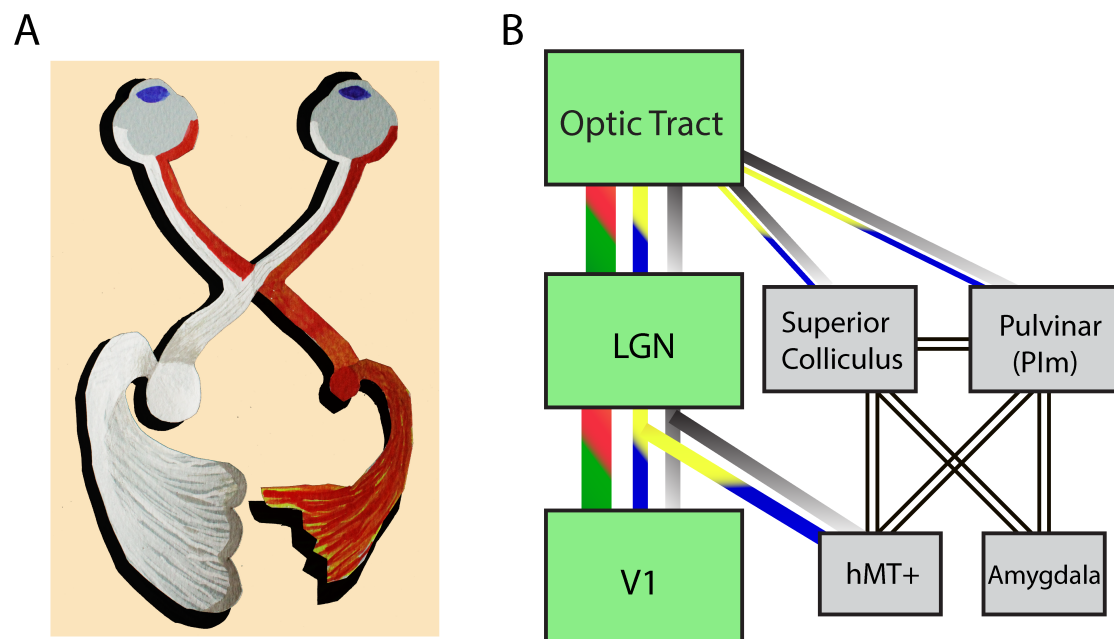 A
B
Optic Tract
LGN
Superior
Colliculus
Pulvinar
(PIm)
V1
hMT+
Amygdala